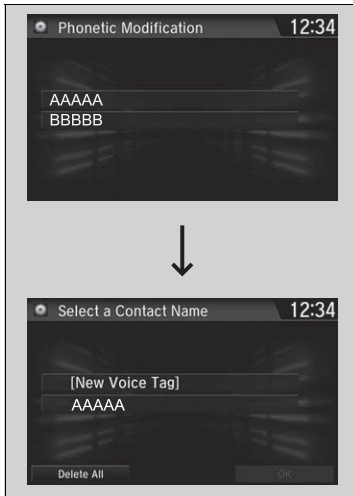 Phonetic Modification 12:34
AAAAA
BBBBB
Select a Contact Name 12:34
[New Voice Tag]
AAAAA
Delete All OK